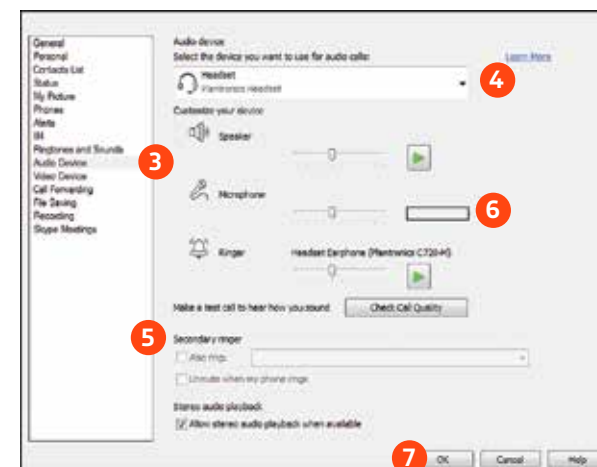 General
Personal
Contacts List
Status
My Picture
Phones
Alerts
IM
Ringtones and Sounds
Audio Device
Video Device
Call Forwarding
File Saving
Recording
Skype Meetings
3
Audio device
Select the device you want to use for audio calls:
Learn More
Headset
Plantronics Headset
4
Customize your device
Speaker
Microphone
6
Ringer
Headset Earphone (Plantronics C720-M)
Make a test call to hear how you sound
Check Call Quality
5
Secondary ringer
Also ring:
Unmute when my phone rings
Stereo audio playback
Allow stereo audio playback when available
7
OK
Cancel
Help